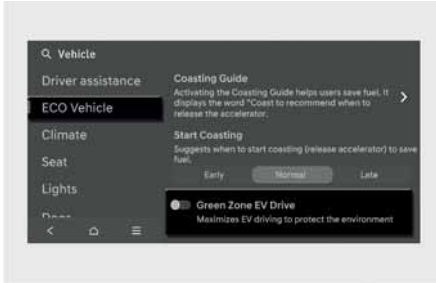 Vehicle
Driver assistance
ECO Vehicle
Climate
Seat
Lights
Coasting Guide
Activating the Coasting Guide helps users save fuel. It
displays the word "Coast to recommend when to
release the accelerator.
Start Coasting
Suggests when to start coasting (release accelerator) to save
fuel.
Early Normal Late
Green Zone EV Drive
Maximizes EV driving to protect the environment